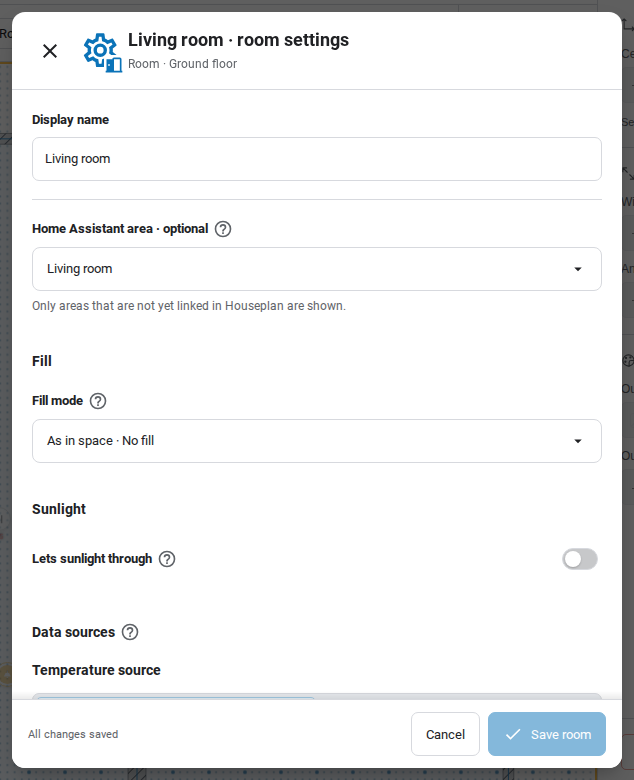 Living room · room settings
Room · Ground floor
Display name
Living room
Home Assistant area · optional
Living room
Only areas that are not yet linked in Houseplan are shown.
Fill
Fill mode
As in space · No fill
Sunlight
Lets sunlight through
Data sources
Temperature source
All changes saved
Cancel
Save room